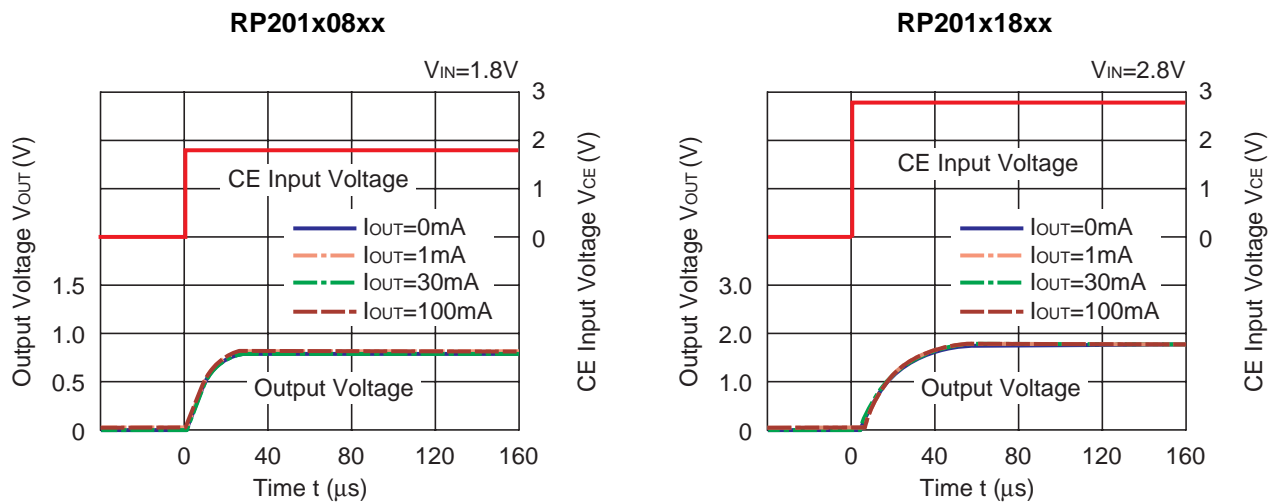 RP201x08xx
VIN=1.8V
3
2
1
0
CE Input Voltage
IOUT=0mA
IOUT=1mA
IOUT=30mA
IOUT=100mA
1.5
1.0
0.5
0
Output Voltage
0 40 80 120 160
Time t (μs)
Output Voltage VOUT (V)
CE Input Voltage VCE (V)
RP201x18xx
VIN=2.8V
3
2
1
0
CE Input Voltage
IOUT=0mA
IOUT=1mA
IOUT=30mA
IOUT=100mA
3.0
2.0
1.0
0
Output Voltage
0 40 80 120 160
Time t (μs)
Output Voltage VOUT (V)
CE Input Voltage VCE (V)